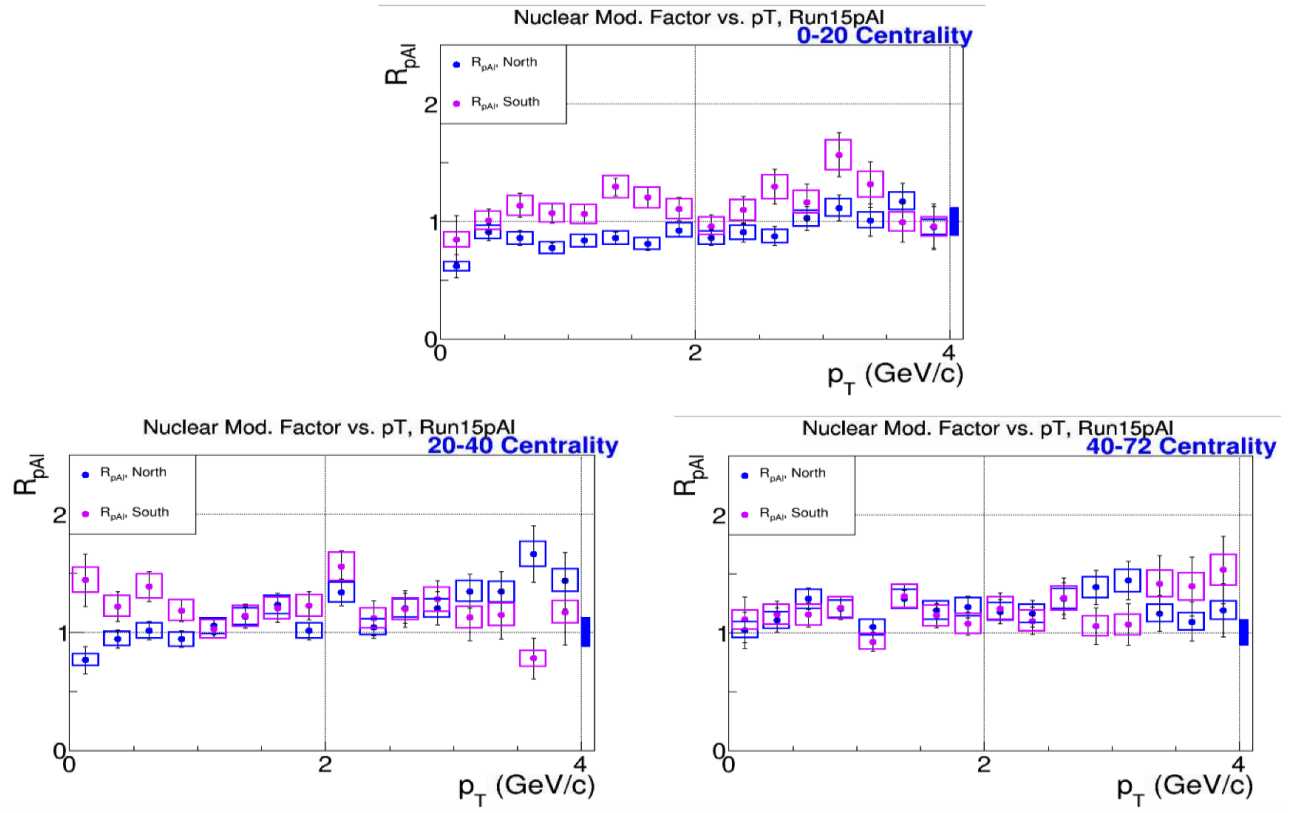 Nuclear Mod. Factor vs. pT, Run15pAl
0-20 Centrality
R_pAl
R_pAl, North
R_pAl, South
2
1
0
0 2 4
p_T (GeV/c)
Nuclear Mod. Factor vs. pT, Run15pAl
20-40 Centrality
R_pAl
R_pAl, North
R_pAl, South
2
1
0
0 2 4
p_T (GeV/c)
Nuclear Mod. Factor vs. pT, Run15pAl
40-72 Centrality
R_pAl
R_pAl, North
R_pAl, South
2
1
0
0 2 4
p_T (GeV/c)